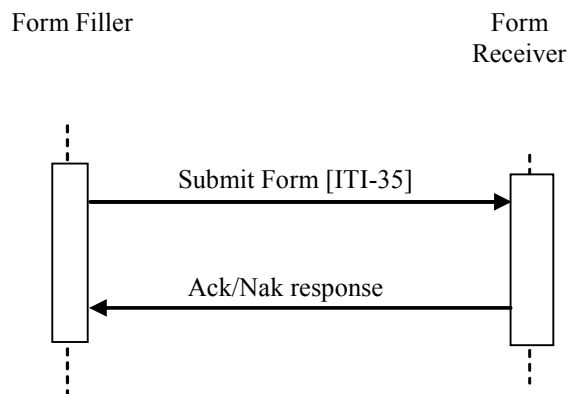 Form Filler
Form
Receiver
Submit Form [ITI-35]
Ack/Nak response